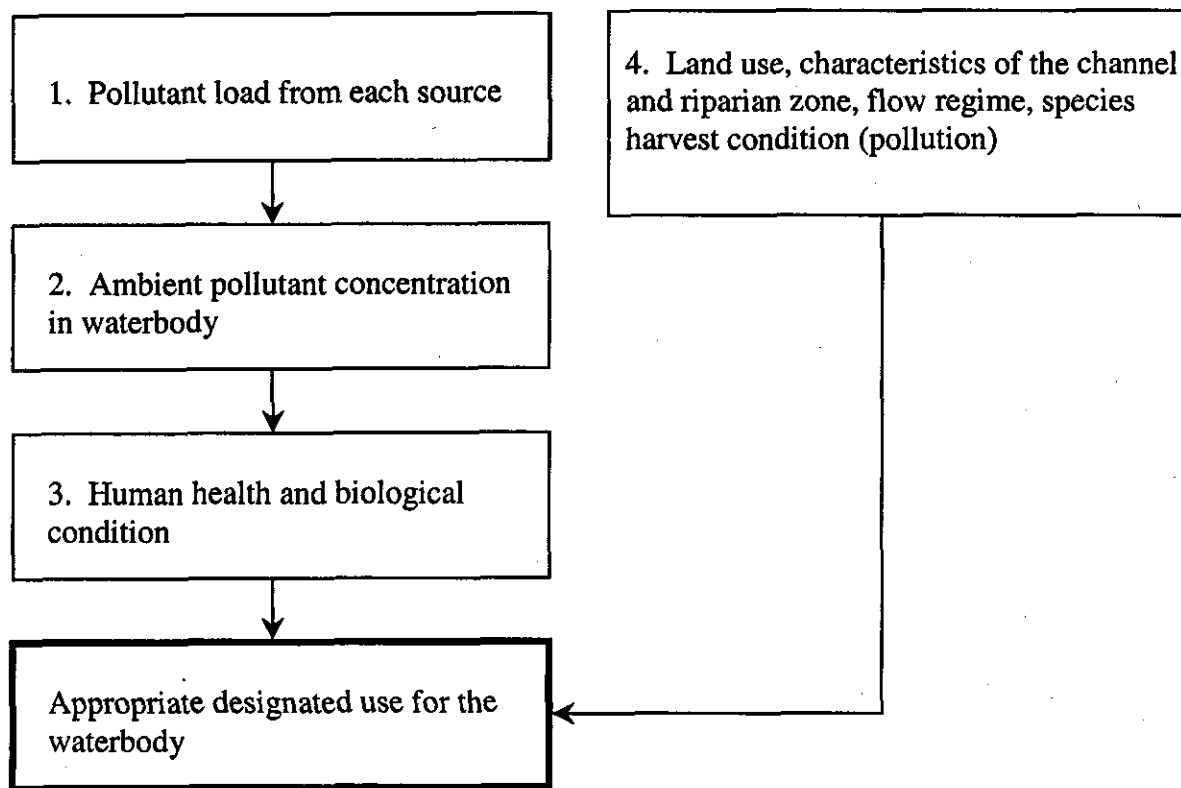 1. Pollutant load from each source
2. Ambient pollutant concentration
in waterbody
3. Human health and biological
condition
Appropriate designated use for the
waterbody
4. Land use, characteristics of the channel
and riparian zone, flow regime, species
harvest condition (pollution)